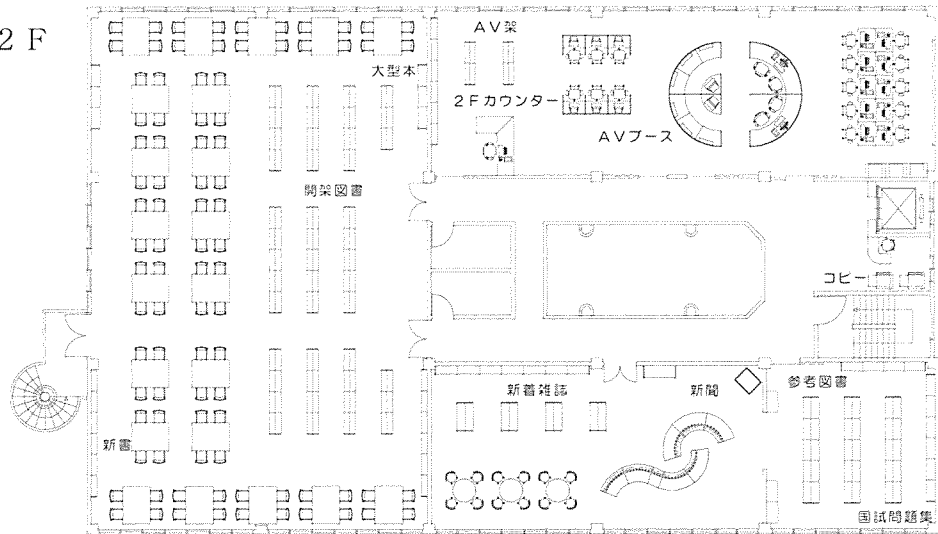 2F
AV架
大型本
2Fカウンター
AVブース
開架図書
コピー
新着雑誌
新聞
参考図書
新書
国試問題集